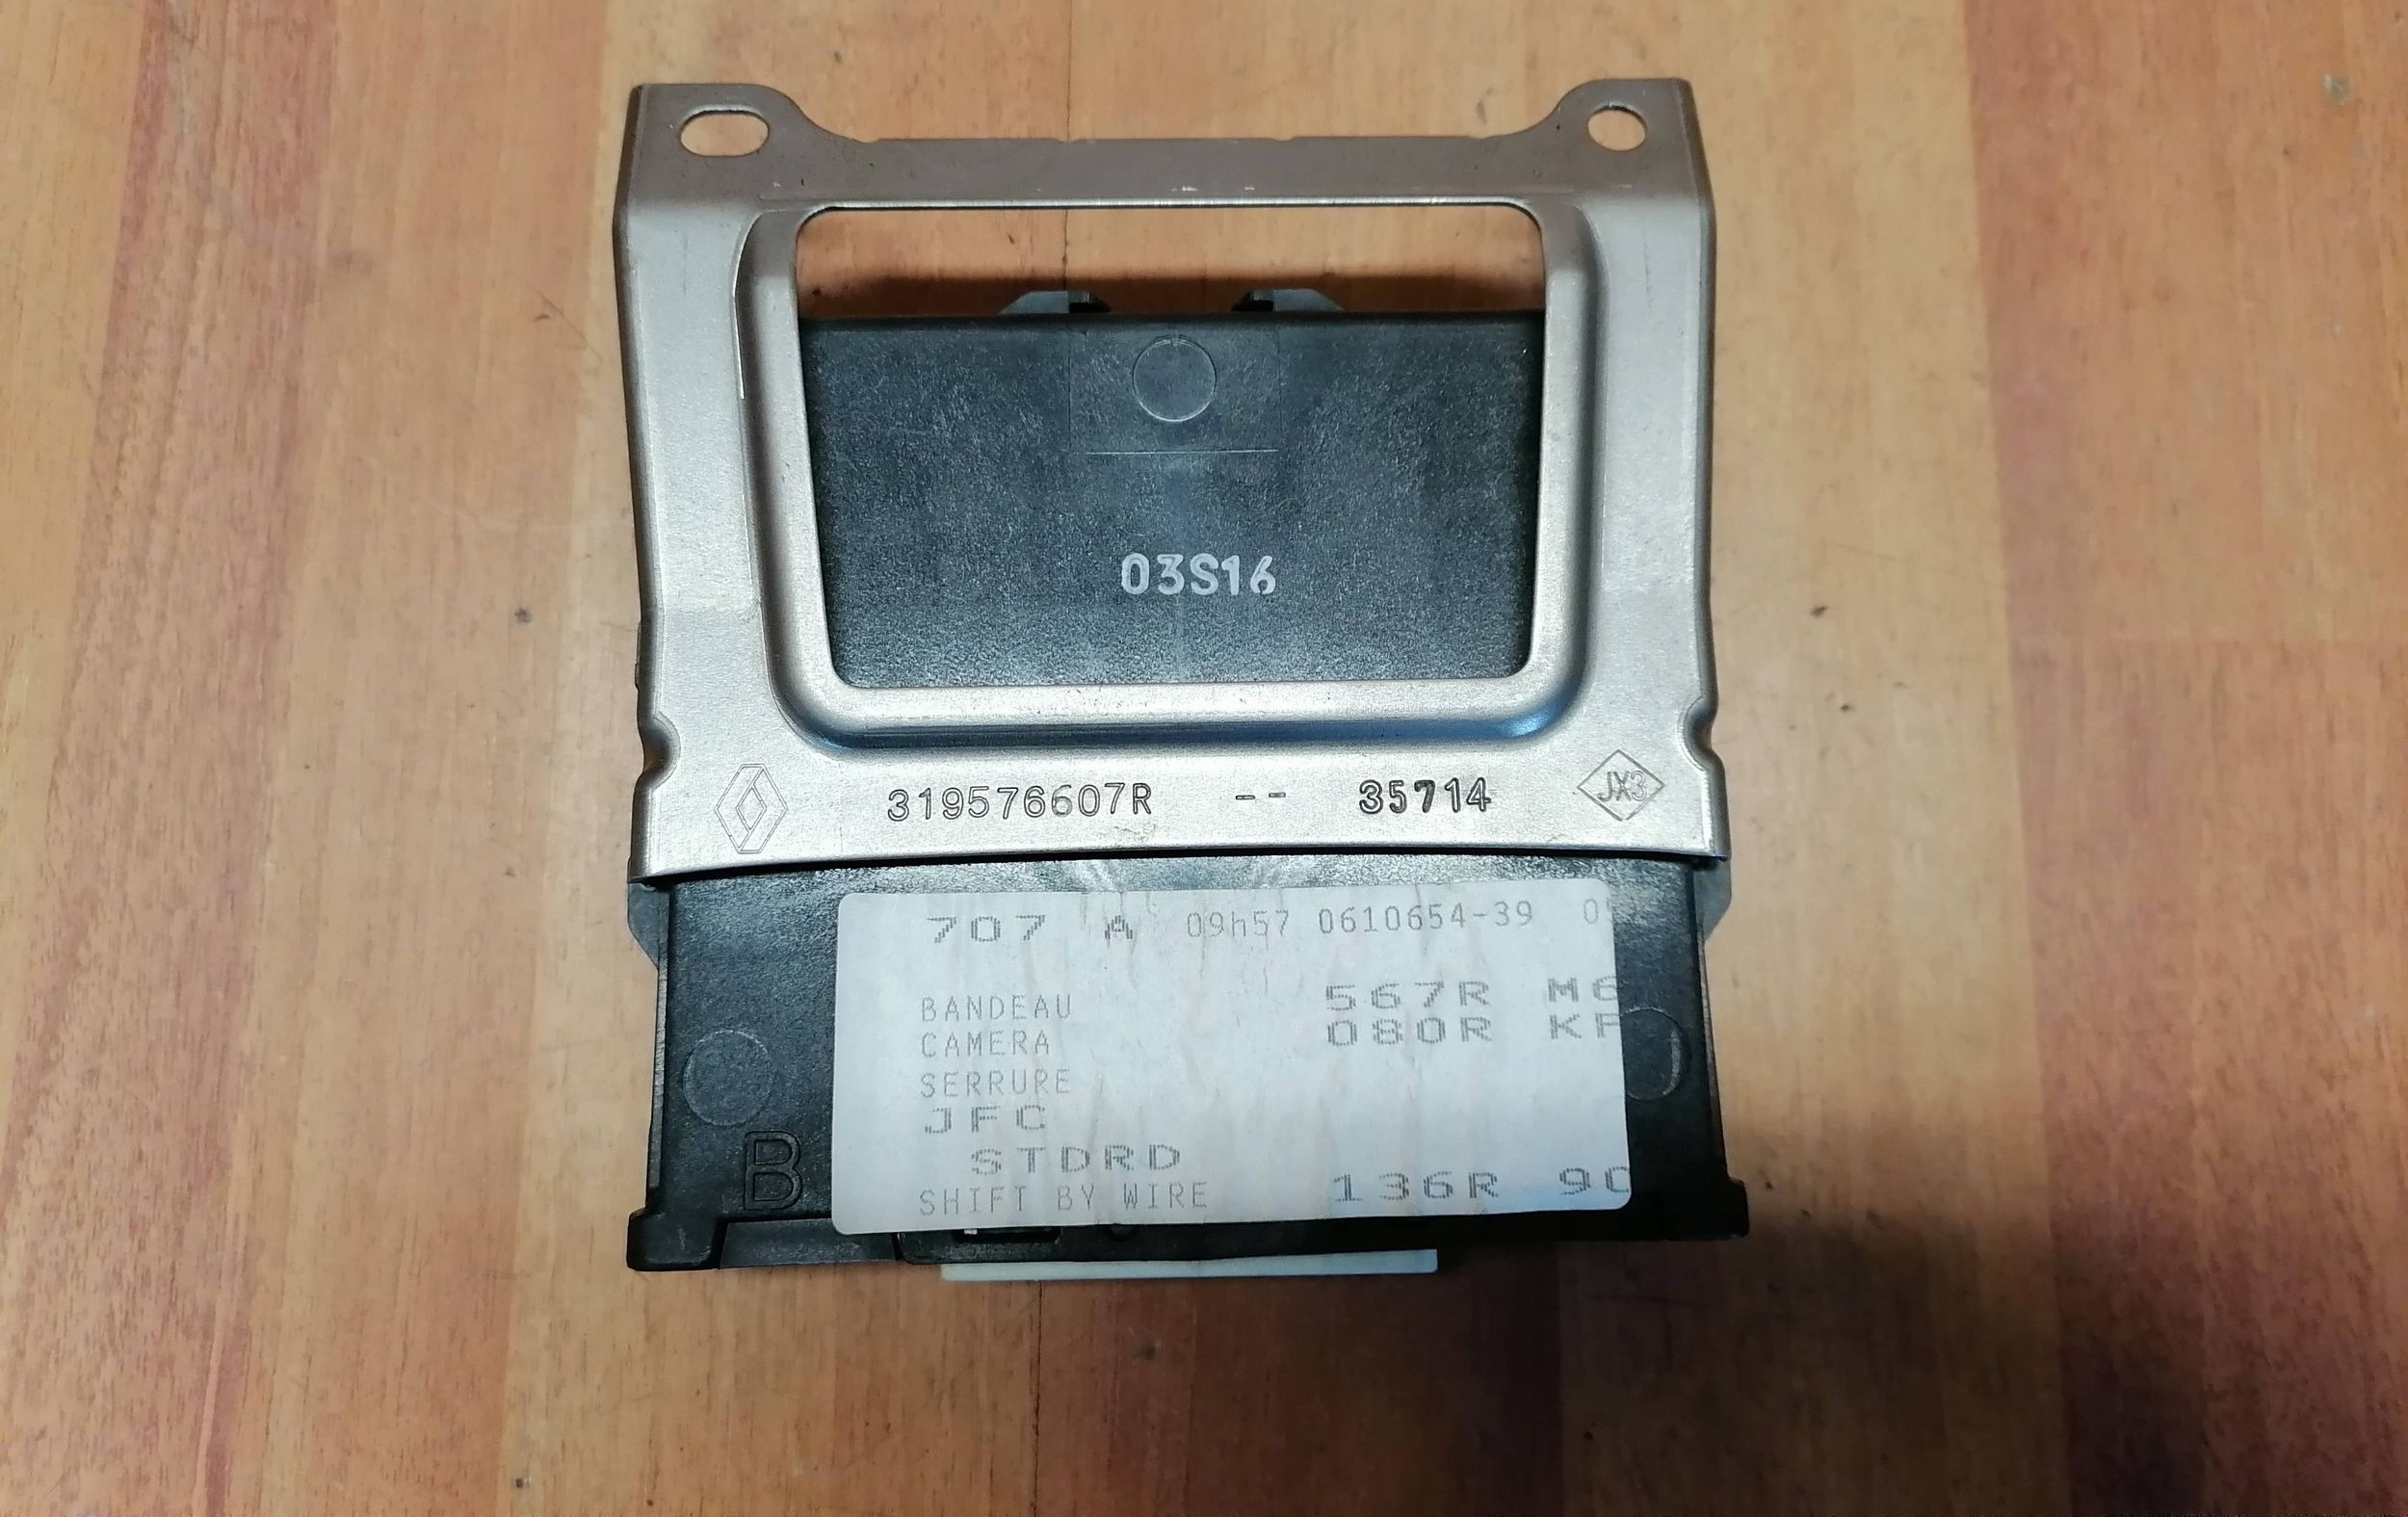 03S16
319576607R -- 35714 JX3
707 A 09h57 0610654-39
BANDEAU 567R M6
CAMERA 080R
SERRURE
JFC
STDRD
SHIFT BY WIRE 136R
B